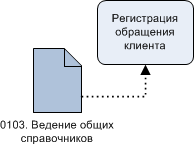 Регистрация
обращения
клиента
0103. Ведение общих
справочников